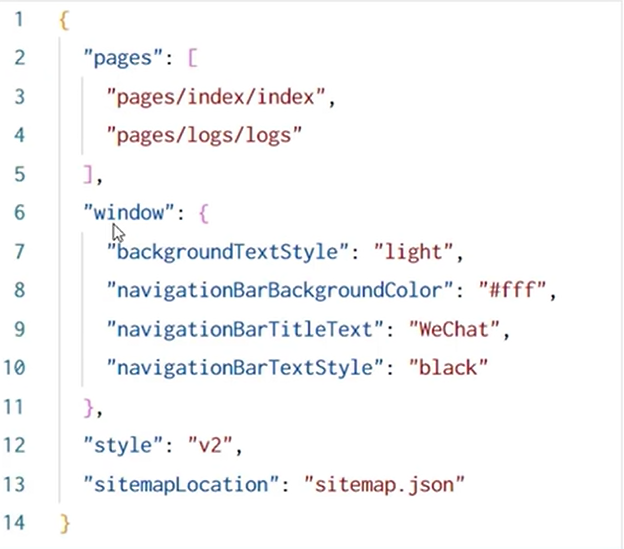 1 {
2 "pages": [
3 "pages/index/index",
4 "pages/logs/logs"
5 ],
6 "window": {
7 "backgroundTextStyle": "light",
8 "navigationBarBackgroundColor": "#fff",
9 "navigationBarTitleText": "WeChat",
10 "navigationBarTextStyle": "black"
11 },
12 "style": "v2",
13 "sitemapLocation": "sitemap.json"
14 }